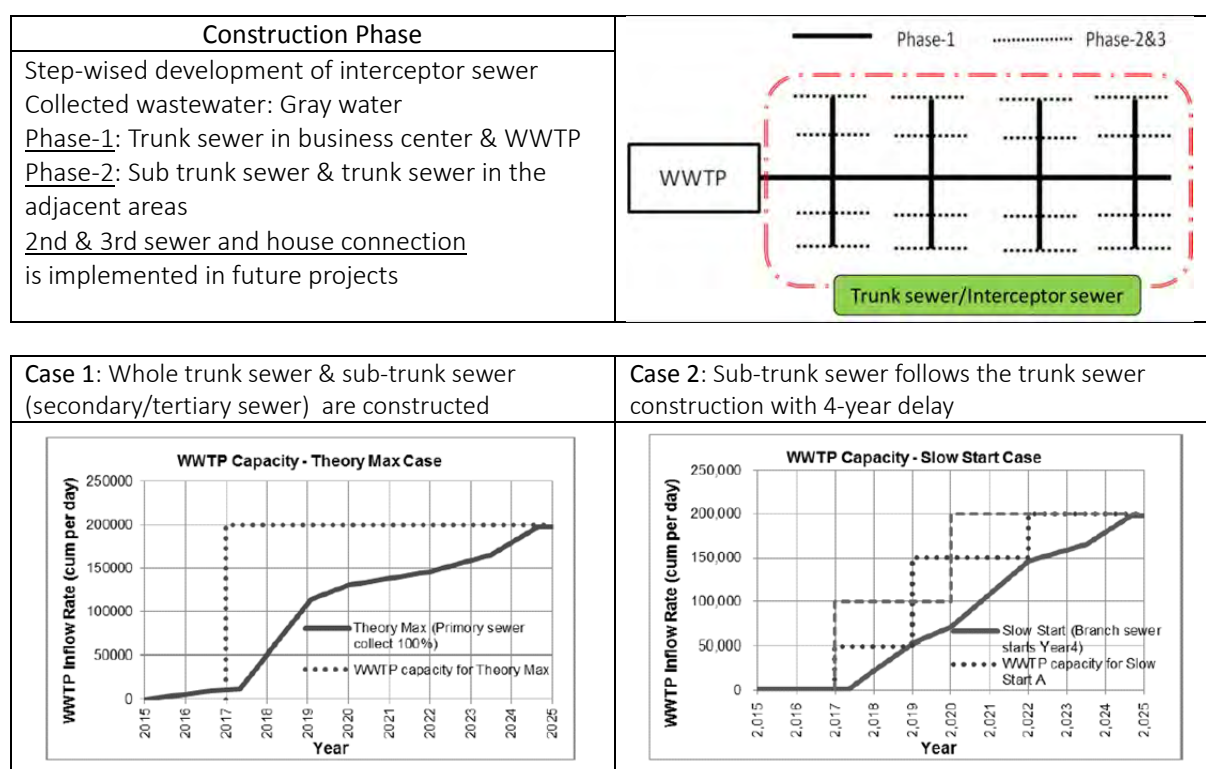 Construction Phase
Step-wised development of interceptor sewer
Collected wastewater: Gray water
Phase-1: Trunk sewer in business center & WWTP
Phase-2: Sub trunk sewer & trunk sewer in the
adjacent areas
2nd & 3rd sewer and house connection
is implemented in future projects
Phase-1
Phase-2&3
WWTP
Trunk sewer/Interceptor sewer
Case 1: Whole trunk sewer & sub-trunk sewer
(secondary/tertiary sewer) are constructed
WWTP Capacity - Theory Max Case
WWTP Inflow Rate (cum per day)
250000
200000
150000
100000
50000
0
Theory Max (Primory sewer
collect 100%)
WWTP capacity for Theory Max
2015
2016
2017
2018
2019
2020
2021
2022
2023
2024
2025
Year
Case 2: Sub-trunk sewer follows the trunk sewer
construction with 4-year delay
WWTP Capacity - Slow Start Case
WWTP Inflow Rate (cum per day)
250,000
200,000
150,000
100,000
50,000
0
Slow Start (Branch sewer
starts Year4)
WWTP capacity for Slow
Start A
2,015
2,016
2,017
2,018
2,019
2,020
2,021
2,022
2,023
2,024
2,025
Year